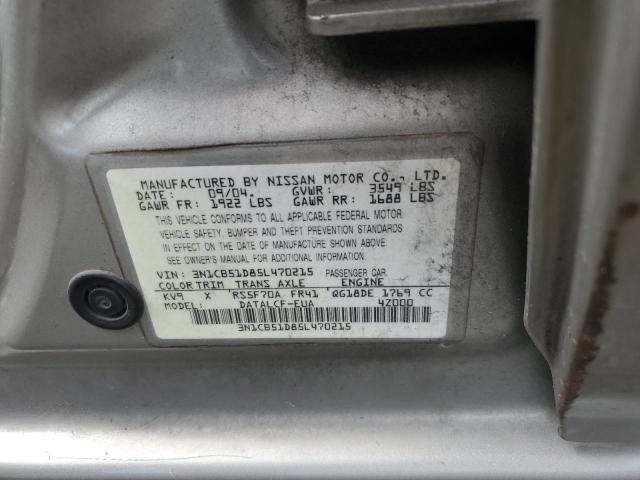 MANUFACTURED BY NISSAN MOTOR CO., LTD.
DATE: 09/04. GVWR: 3549 LBS
GAWR FR: 1922 LBS GAWR RR: 1688 LBS
THIS VEHICLE CONFORMS TO ALL APPLICABLE FEDERAL MOTOR
VEHICLE SAFETY, BUMPER AND THEFT PREVENTION STANDARDS
IN EFFECT ON THE DATE OF MANUFACTURE SHOWN ABOVE.
SEE OWNER'S MANUAL FOR ADDITIONAL INFORMATION.
VIN: 3N1CB51D85L470215 PASSENGER CAR.
COLOR TRIM TRANS AXLE ENGINE
KV9 X RS5F70A FR41 QG18DE 1769 CC
MODEL: DATALCF-EUA 4Z000
3N1CB51D85L470215